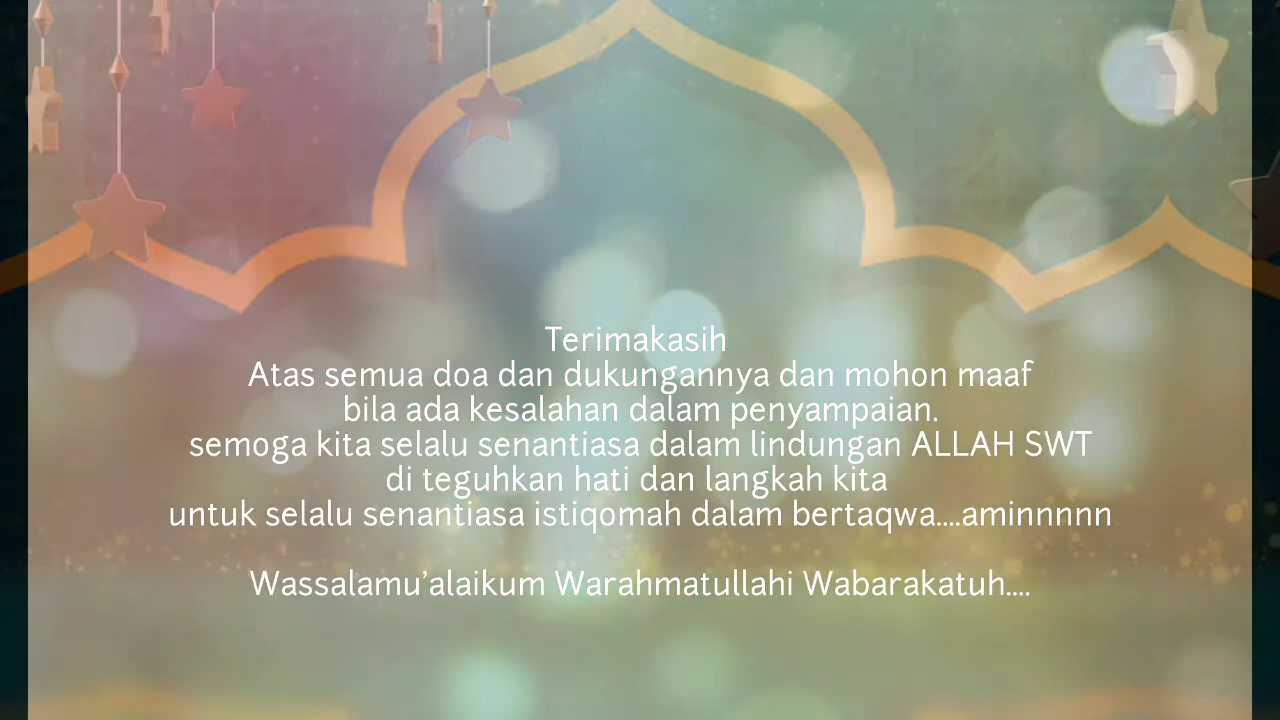 Terimakasih
Atas semua doa dan dukungannya dan mohon maaf
bila ada kesalahan dalam penyampaian.
semoga kita selalu senantiasa dalam lindungan ALLAH SWT
di teguhkan hati dan langkah kita
untuk selalu senantiasa istiqomah dalam bertaqwa....aminnnnn
Wassalamu’alaikum Warahmatullahi Wabarakatuh....